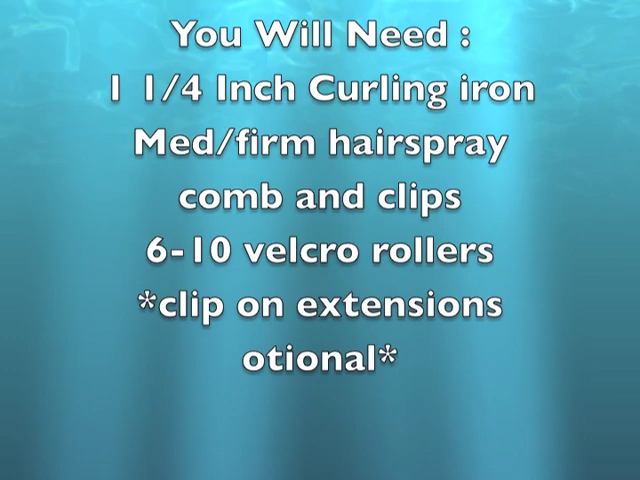 You Will Need :
1 1/4 Inch Curling iron
Med/firm hairspray
comb and clips
6-10 velcro rollers
*clip on extensions
otional*